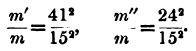 m′/m = 41²/15², m″/m = 24²/15²